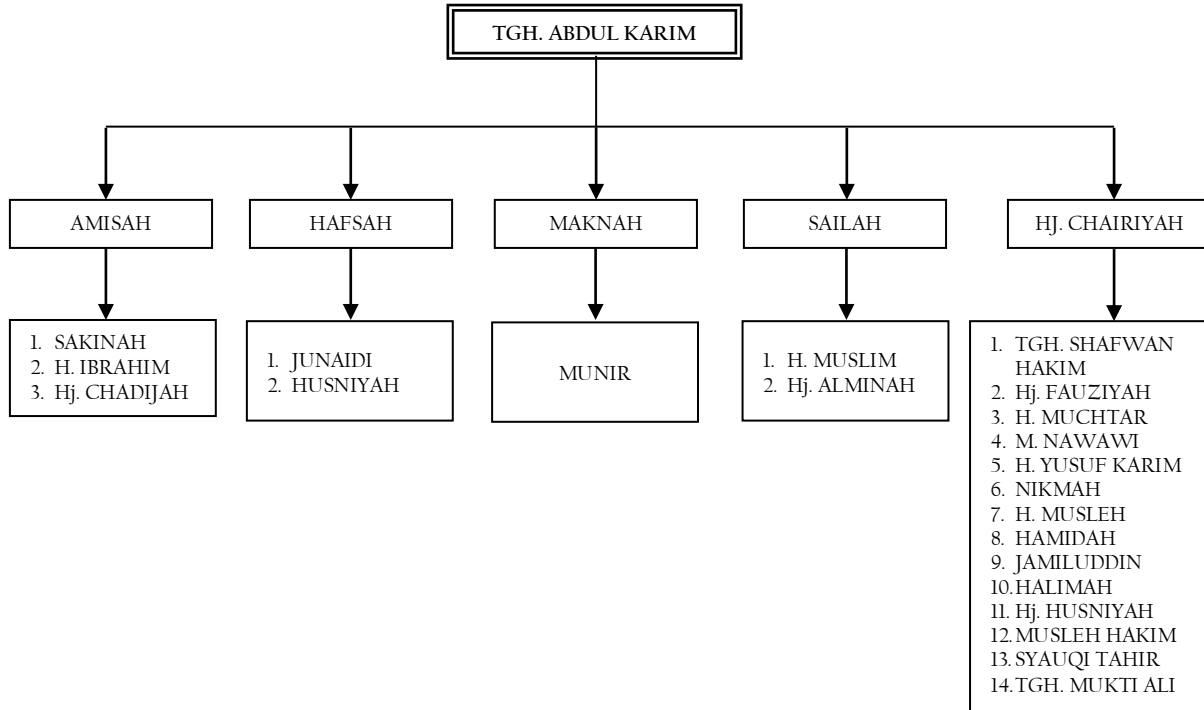 TGH. ABDUL KARIM
AMISAH
HAFSAH
MAKNAH
SAILAH
HJ. CHAIRIYAH
1. SAKINAH
2. H. IBRAHIM
3. Hj. CHADIJAH
1. JUNAIDI
2. HUSNIYAH
MUNIR
1. H. MUSLIM
2. Hj. ALMINAH
1. TGH. SHAFWAN
HAKIM
2. Hj. FAUZIYAH
3. H. MUCHTAR
4. M. NAWAWI
5. H. YUSUF KARIM
6. NIKMAH
7. H. MUSLEH
8. HAMIDAH
9. JAMILUDDIN
10. HALIMAH
11. Hj. HUSNIYAH
12. MUSLEH HAKIM
13. SYAUQI TAHIR
14. TGH. MUKTI ALI